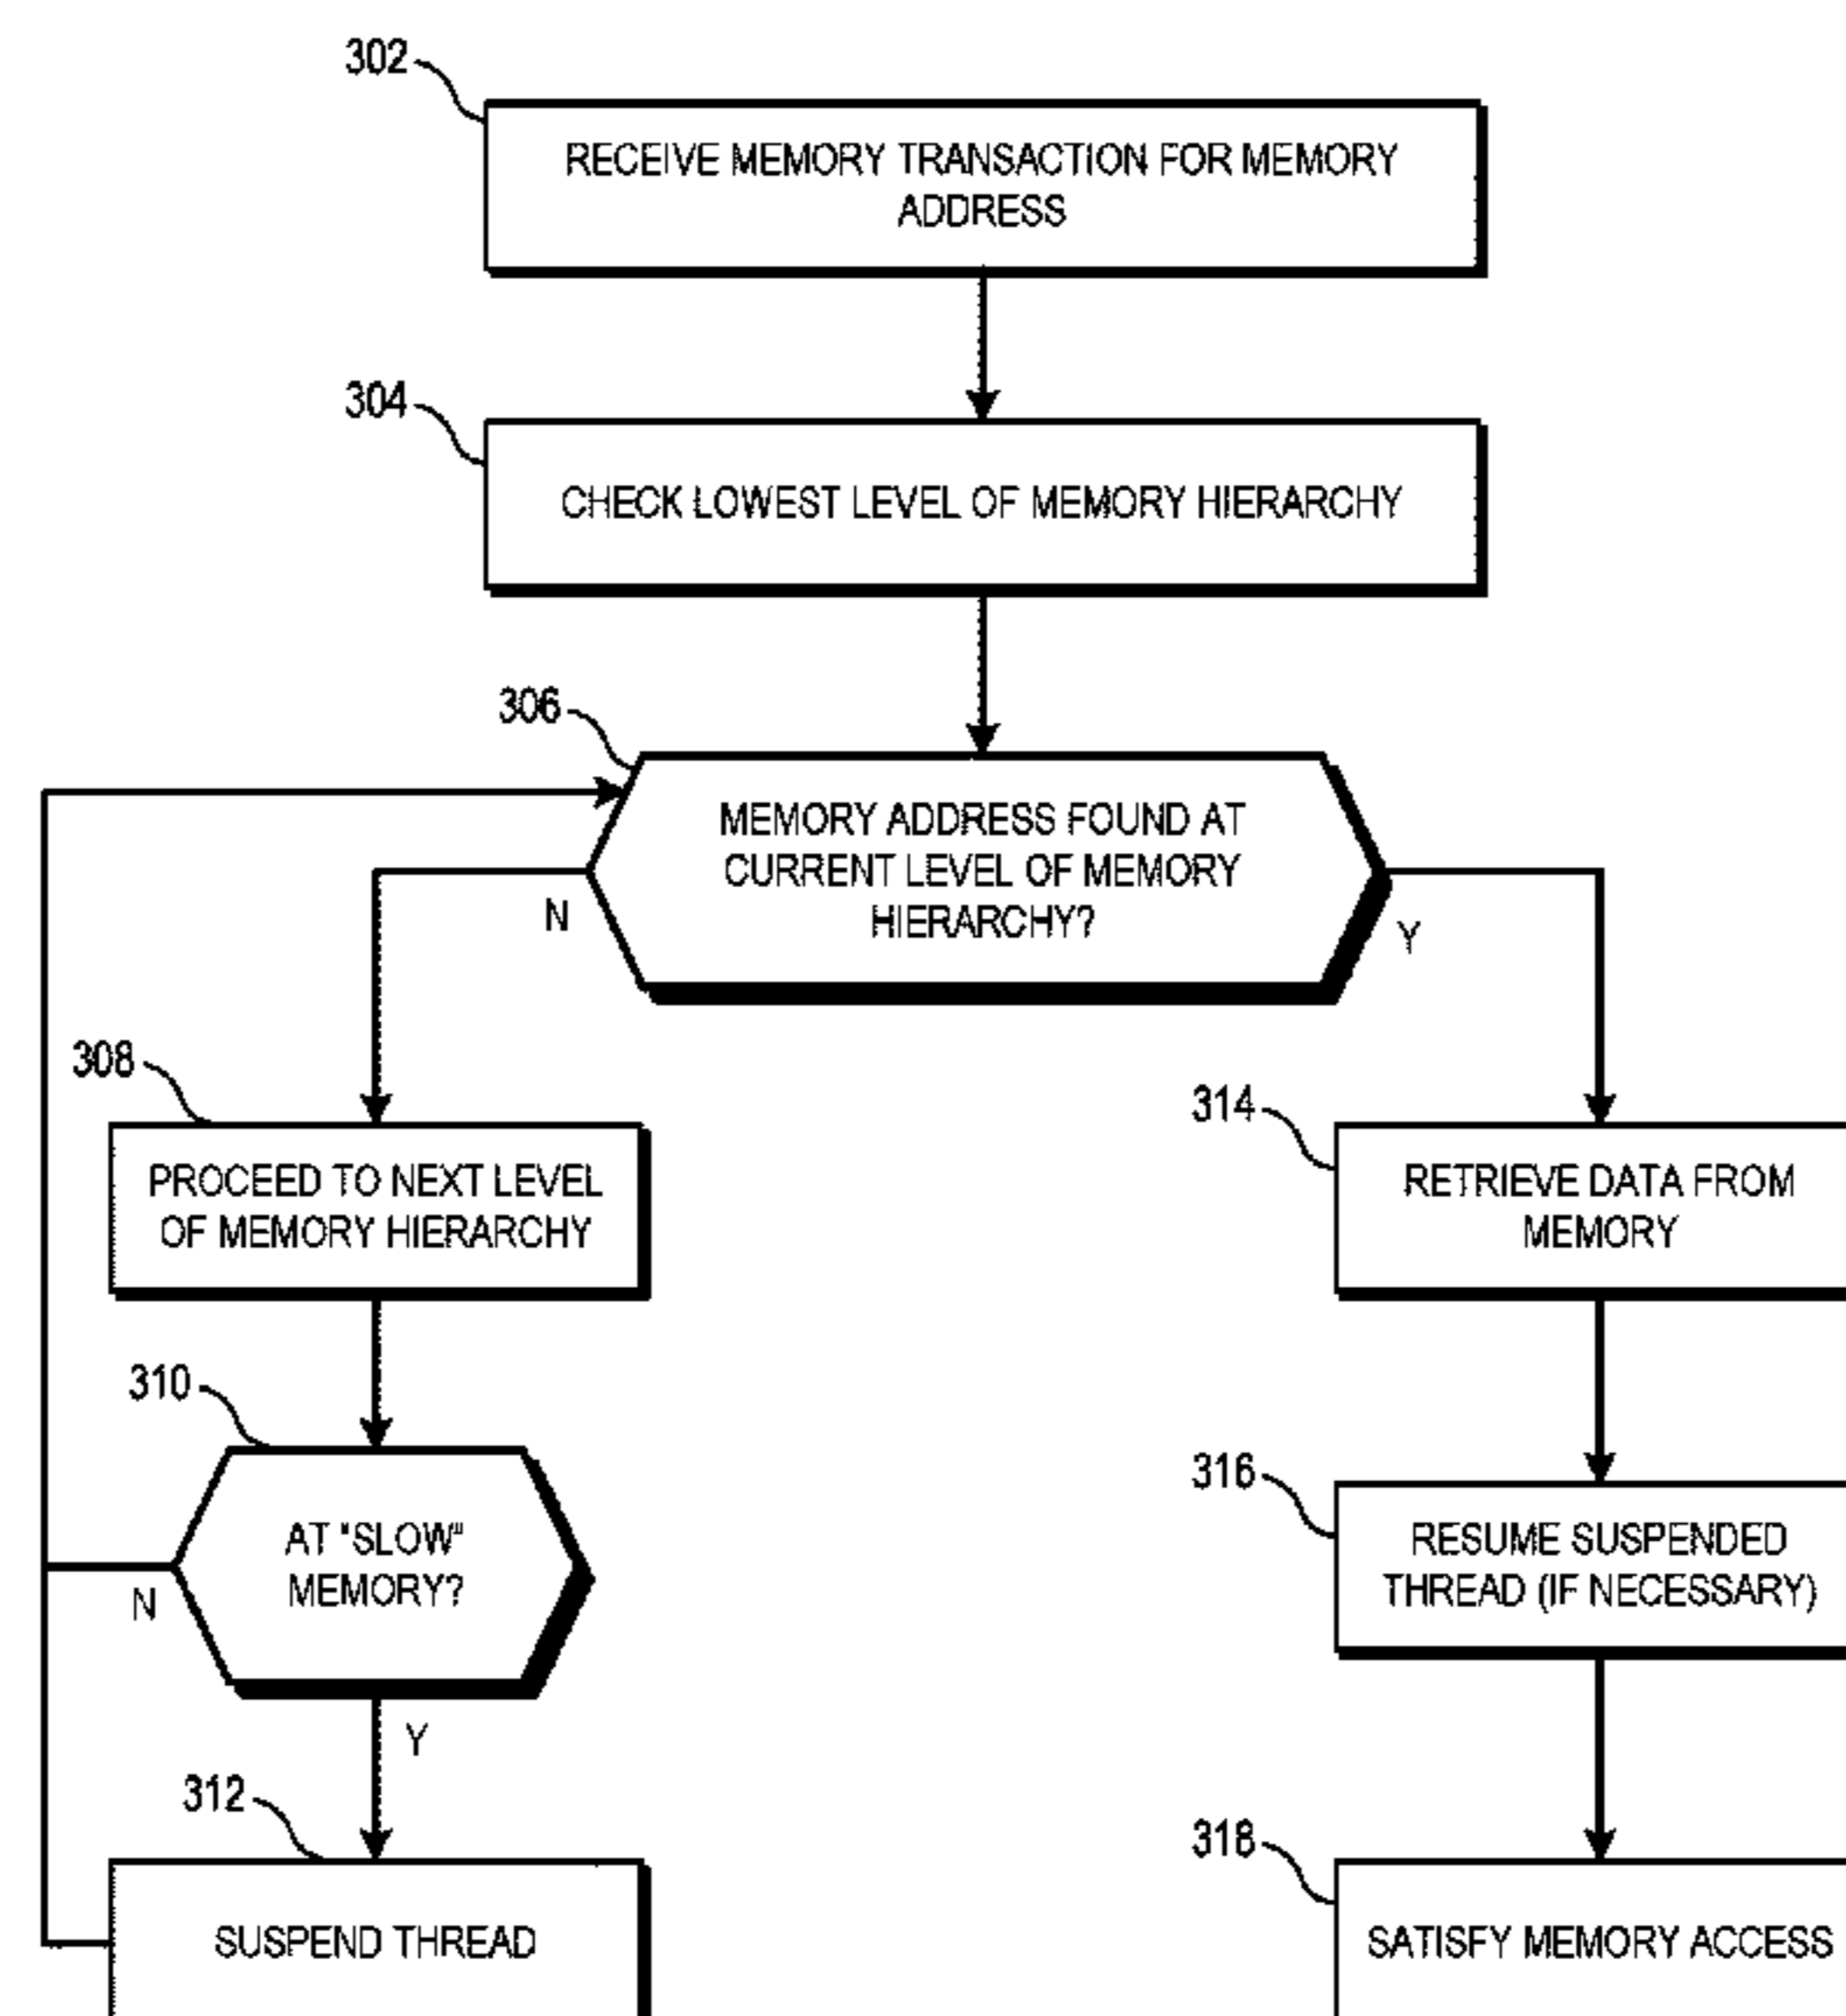 302
RECEIVE MEMORY TRANSACTION FOR MEMORY
ADDRESS
304
CHECK LOWEST LEVEL OF MEMORY HIERARCHY
306
MEMORY ADDRESS FOUND AT
CURRENT LEVEL OF MEMORY
HIERARCHY?
N
Y
308
PROCEED TO NEXT LEVEL
OF MEMORY HIERARCHY
310
AT "SLOW"
MEMORY?
N
Y
312
SUSPEND THREAD
314
RETRIEVE DATA FROM
MEMORY
316
RESUME SUSPENDED
THREAD (IF NECESSARY)
318
SATISFY MEMORY ACCESS